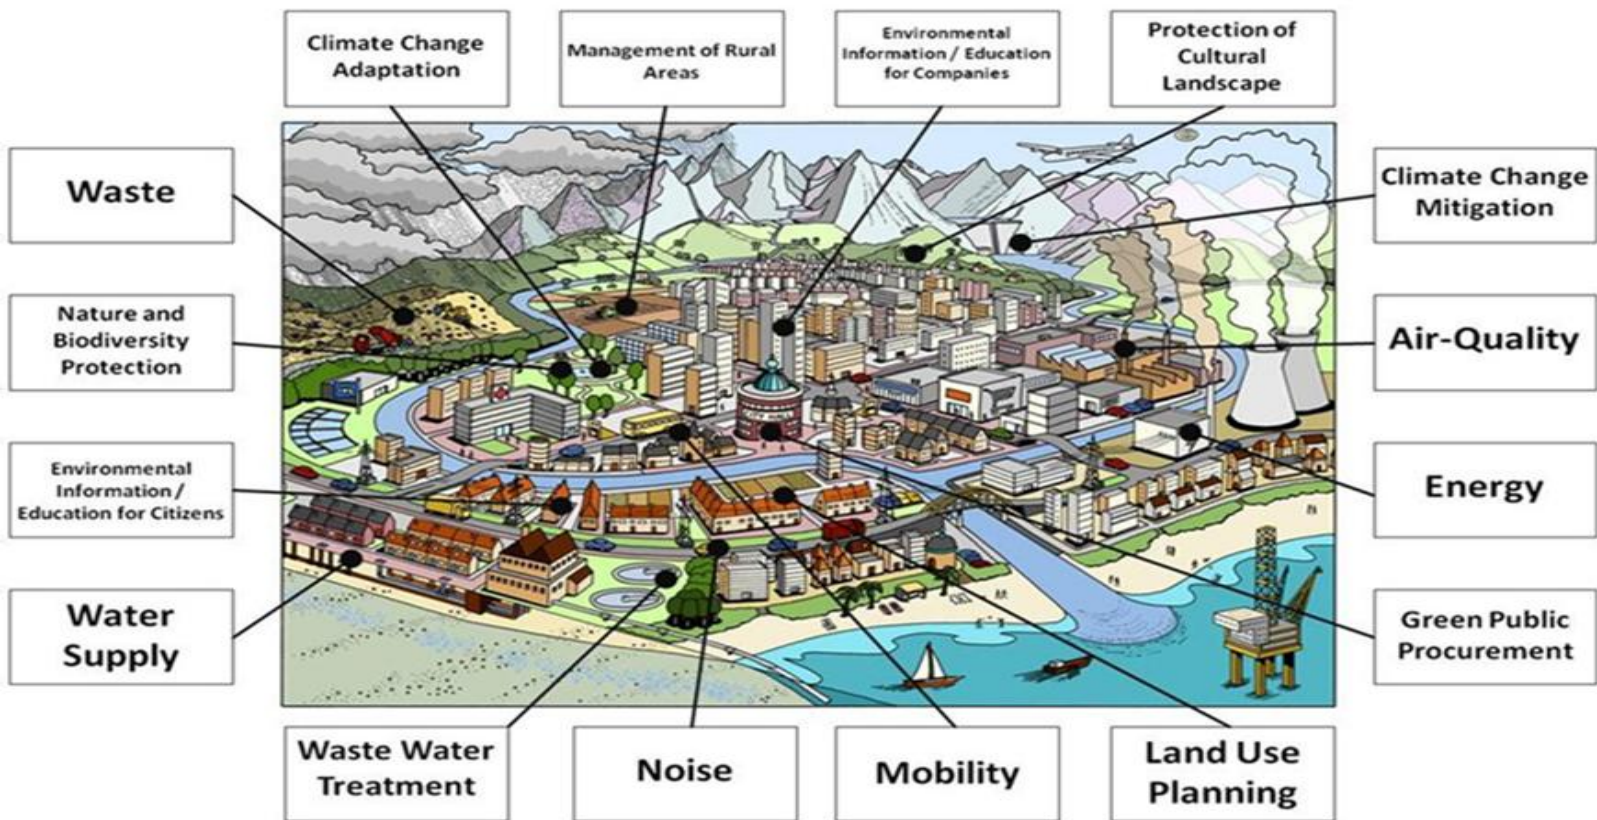 Climate Change
Adaptation
Management of Rural
Areas
Environmental
Information / Education
for Companies
Protection of
Cultural
Landscape
Waste
Climate Change
Mitigation
Nature and
Biodiversity
Protection
Air-Quality
Environmental
Information /
Education for Citizens
Energy
Water
Supply
Green Public
Procurement
Waste Water
Treatment
Noise
Mobility
Land Use
Planning